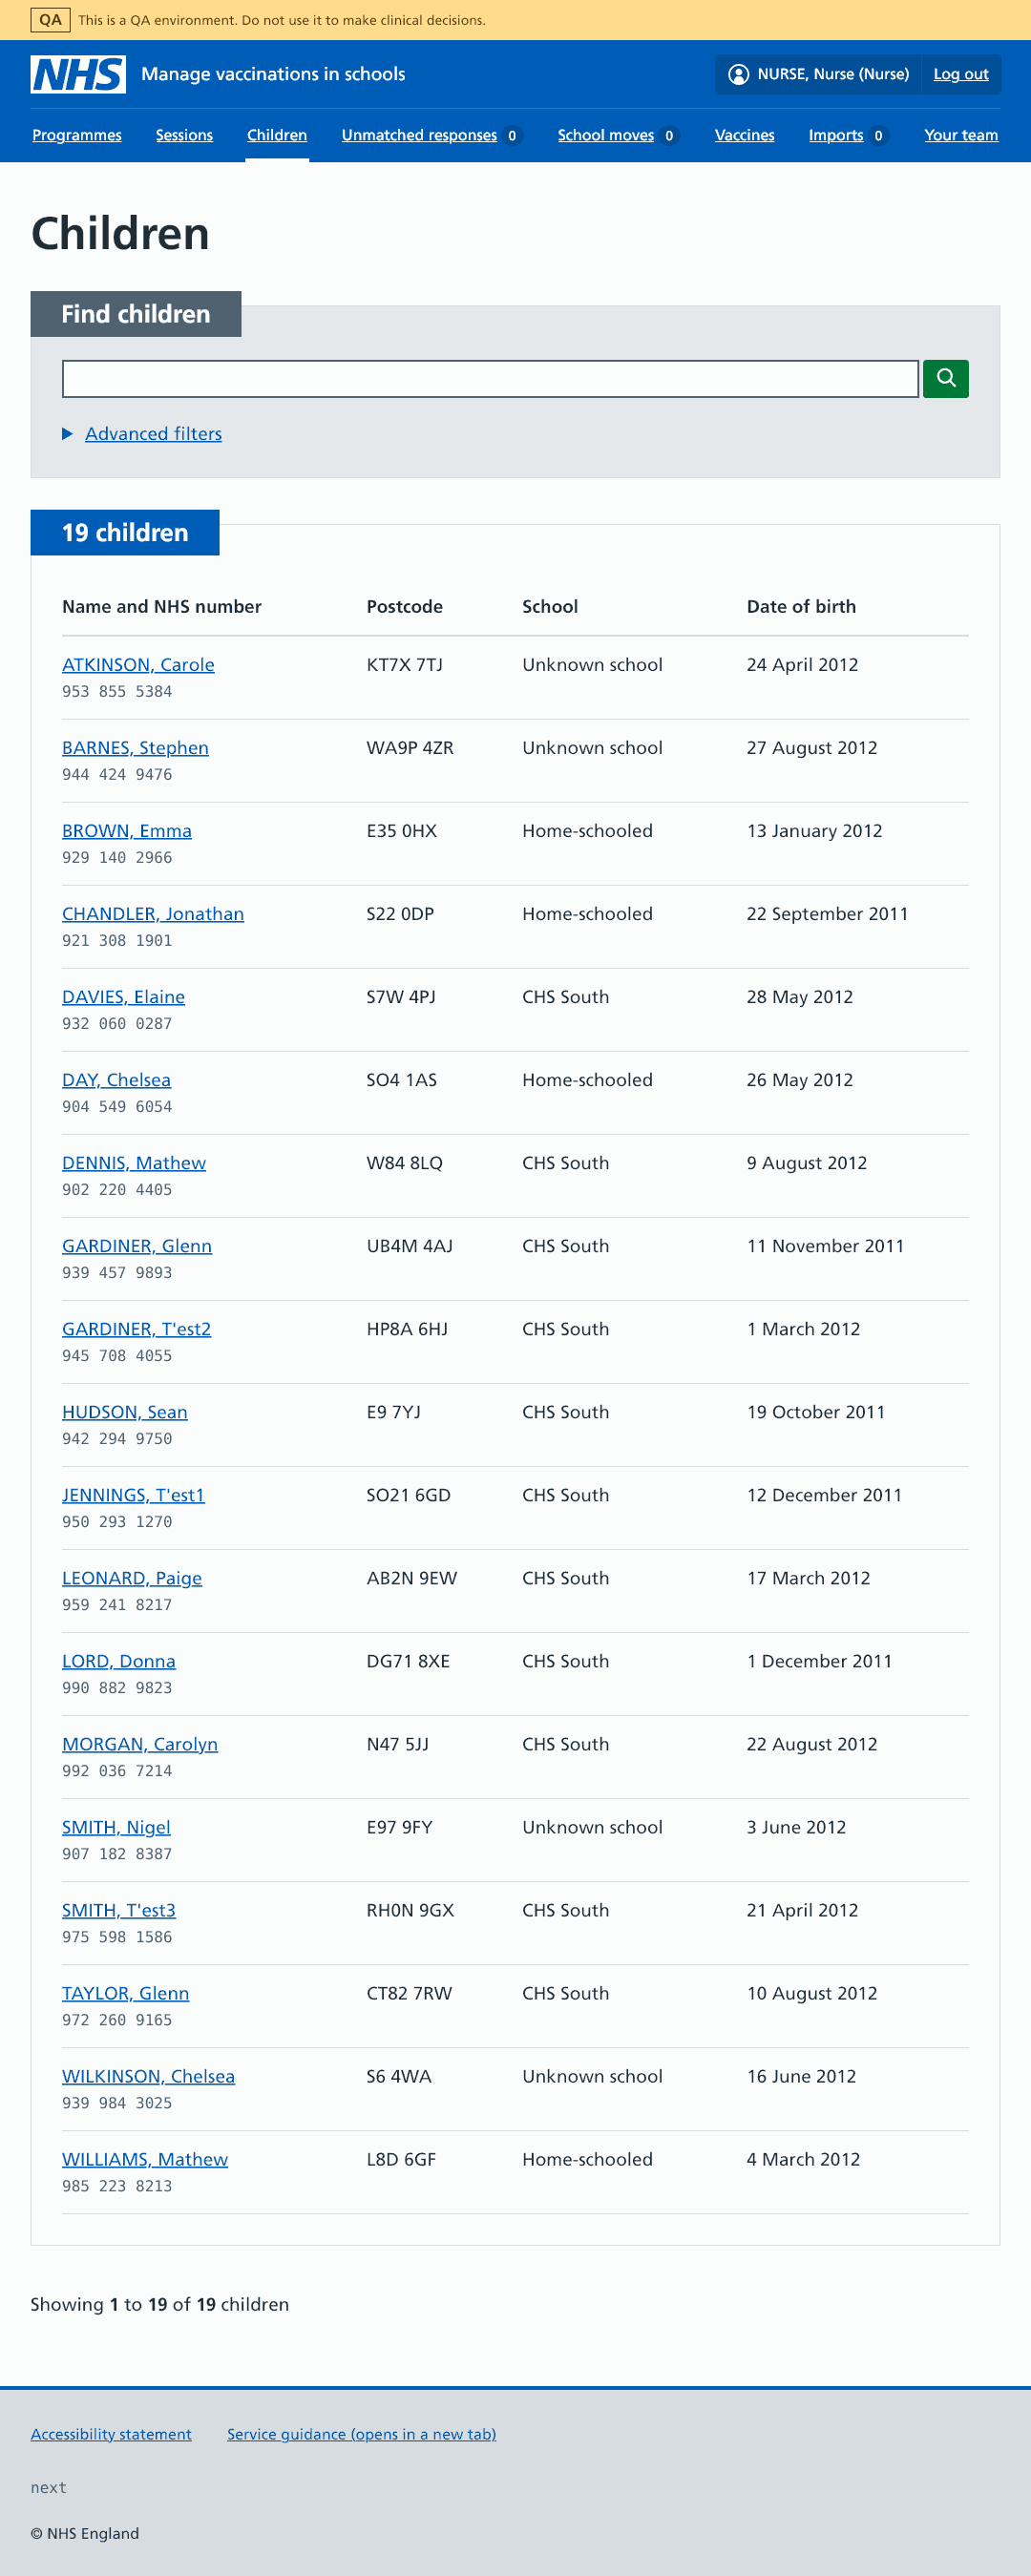 QA This is a QA environment. Do not use it to make clinical decisions.
NHS Manage vaccinations in schools NURSE, Nurse (Nurse) Log out
Programmes Sessions Children Unmatched responses 0 School moves 0 Vaccines Imports 0 Your team
Children
Find children
Advanced filters
19 children
Name and NHS number Postcode School Date of birth
ATKINSON, Carole KT7X 7TJ Unknown school 24 April 2012
953 855 5384
BARNES, Stephen WA9P 4ZR Unknown school 27 August 2012
944 424 9476
BROWN, Emma E35 0HX Home-schooled 13 January 2012
929 140 2966
CHANDLER, Jonathan S22 0DP Home-schooled 22 September 2011
921 308 1901
DAVIES, Elaine S7W 4PJ CHS South 28 May 2012
932 060 0287
DAY, Chelsea SO4 1AS Home-schooled 26 May 2012
904 549 6054
DENNIS, Mathew W84 8LQ CHS South 9 August 2012
902 220 4405
GARDINER, Glenn UB4M 4AJ CHS South 11 November 2011
939 457 9893
GARDINER, T'est2 HP8A 6HJ CHS South 1 March 2012
945 708 4055
HUDSON, Sean E9 7YJ CHS South 19 October 2011
942 294 9750
JENNINGS, T'est1 SO21 6GD CHS South 12 December 2011
950 293 1270
LEONARD, Paige AB2N 9EW CHS South 17 March 2012
959 241 8217
LORD, Donna DG71 8XE CHS South 1 December 2011
990 882 9823
MORGAN, Carolyn N47 5JJ CHS South 22 August 2012
992 036 7214
SMITH, Nigel E97 9FY Unknown school 3 June 2012
907 182 8387
SMITH, T'est3 RH0N 9GX CHS South 21 April 2012
975 598 1586
TAYLOR, Glenn CT82 7RW CHS South 10 August 2012
972 260 9165
WILKINSON, Chelsea S6 4WA Unknown school 16 June 2012
939 984 3025
WILLIAMS, Mathew L8D 6GF Home-schooled 4 March 2012
985 223 8213
Showing 1 to 19 of 19 children
Accessibility statement Service guidance (opens in a new tab)
next
© NHS England